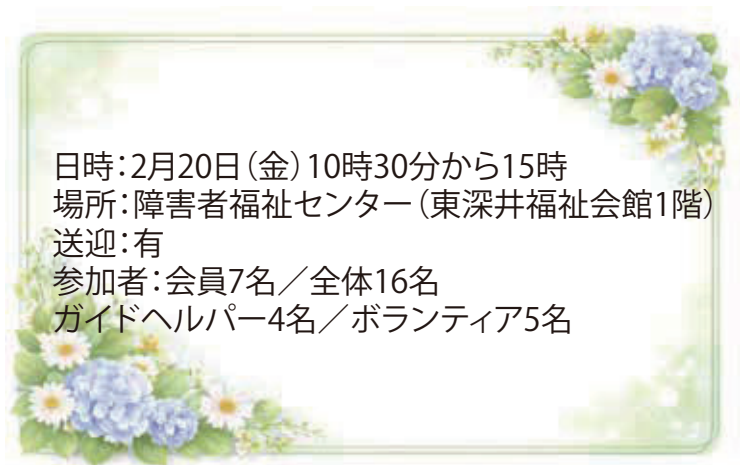 日時：2月20日（金）10時30分から15時
場所：障害者福祉センター（東深井福祉会館1階）
送迎：有
参加者：会員7名／全体16名
ガイドヘルパー4名／ボランティア5名